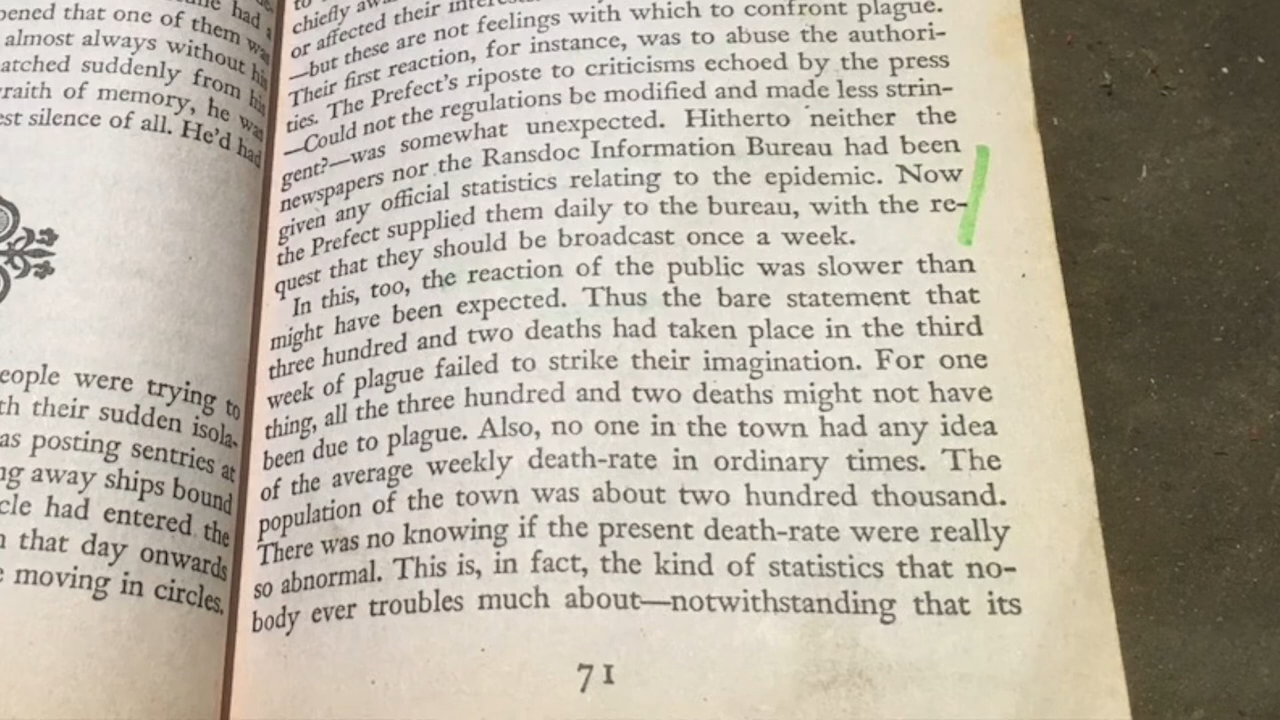 had a
pened that one of them was
almost always without his
atched suddenly from his
raith of memory, he was
est silence of all. He'd had
eople were trying to
th their sudden isola-
as posting sentries at
ng away ships bound
cle had entered the
n that day onwards
e moving in circles.
chiefly
or affected their
—but these are not feelings with which to confront plague.
Their first reaction, for instance, was to abuse the authori-
ties. The Prefect's riposte to criticisms echoed by the press
—Could not the regulations be modified and made less strin-
gent?—was somewhat unexpected. Hitherto neither the
newspapers nor the Ransdoc Information Bureau had been
given any official statistics relating to the epidemic. Now
the Prefect supplied them daily to the bureau, with the re-
quest that they should be broadcast once a week.
In this, too, the reaction of the public was slower than
might have been expected. Thus the bare statement that
three hundred and two deaths had taken place in the third
week of plague failed to strike their imagination. For one
thing, all the three hundred and two deaths might not have
been due to plague. Also, no one in the town had any idea
of the average weekly death-rate in ordinary times. The
population of the town was about two hundred thousand.
There was no knowing if the present death-rate were really
so abnormal. This is, in fact, the kind of statistics that no-
body ever troubles much about—notwithstanding that its
71